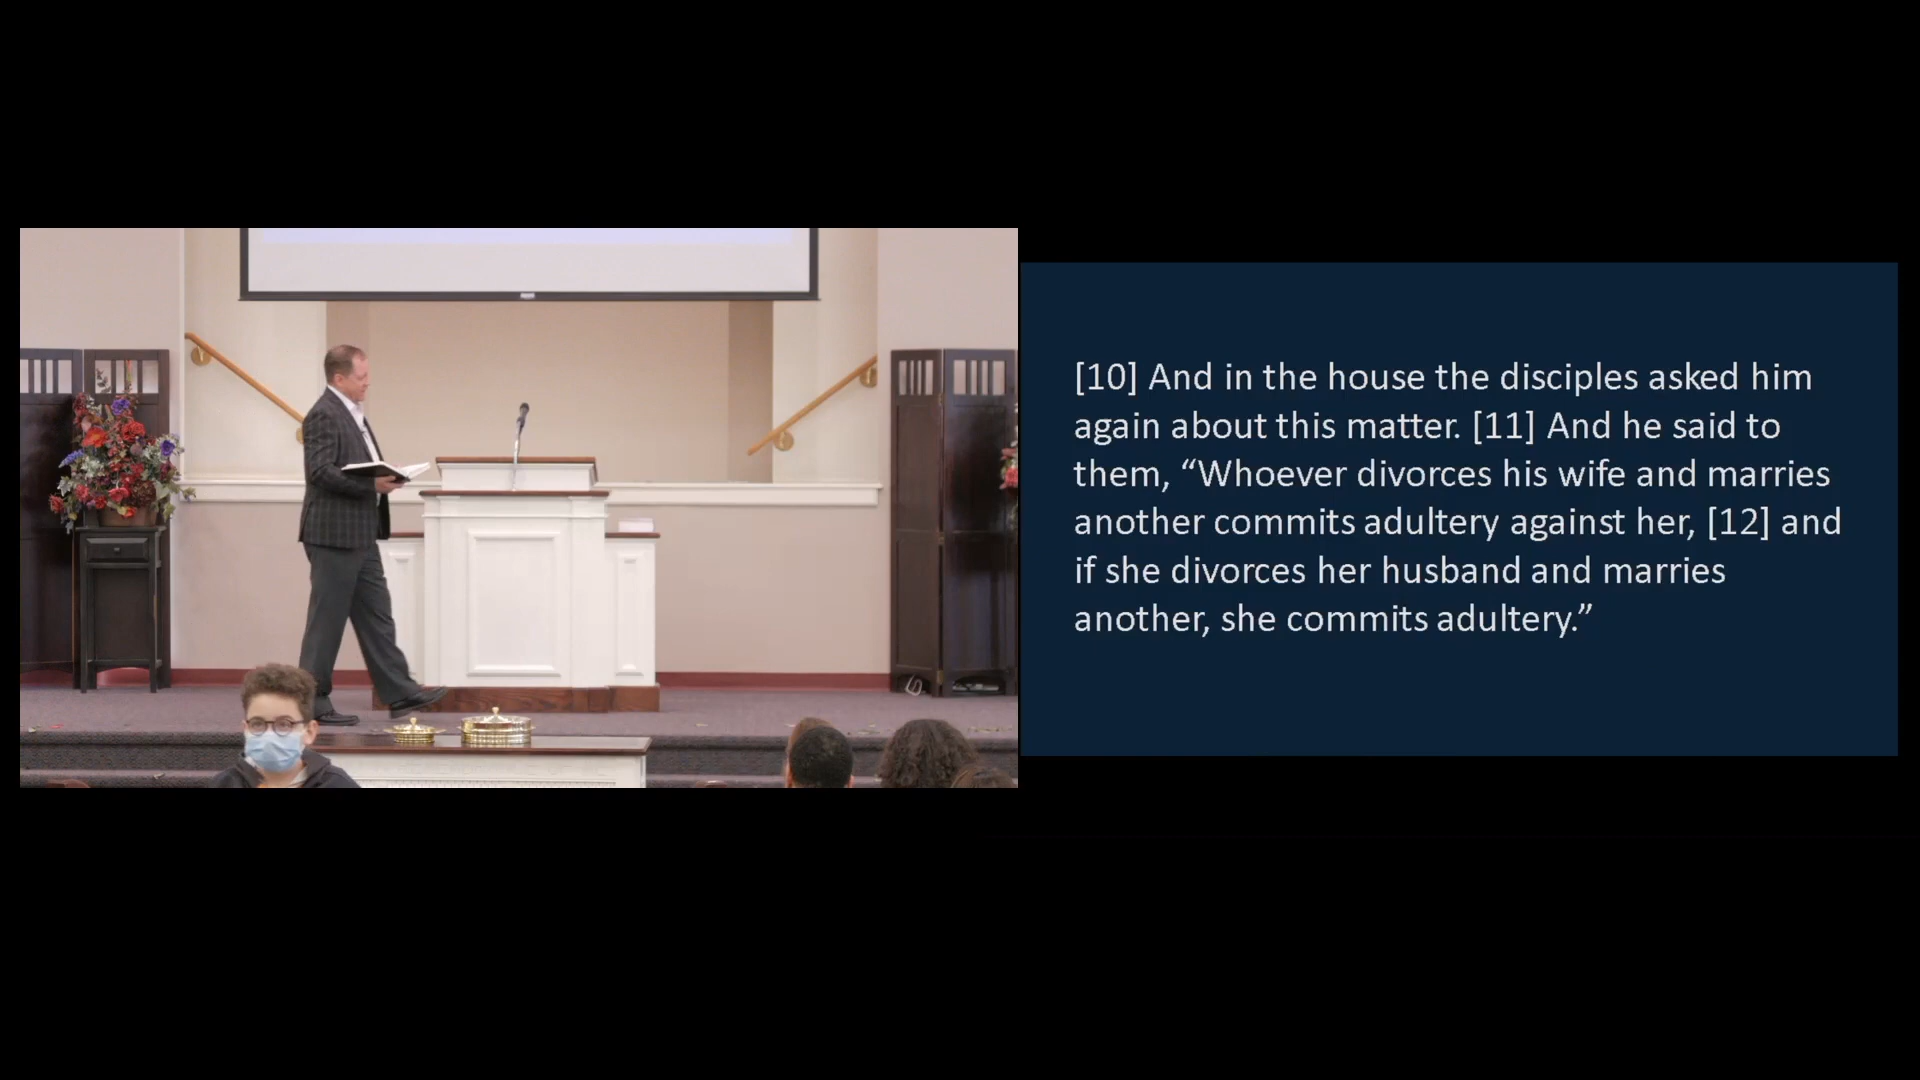 [10] And in the house the disciples asked him
again about this matter. [11] And he said to
them, “Whoever divorces his wife and marries
another commits adultery against her, [12] and
if she divorces her husband and marries
another, she commits adultery.”